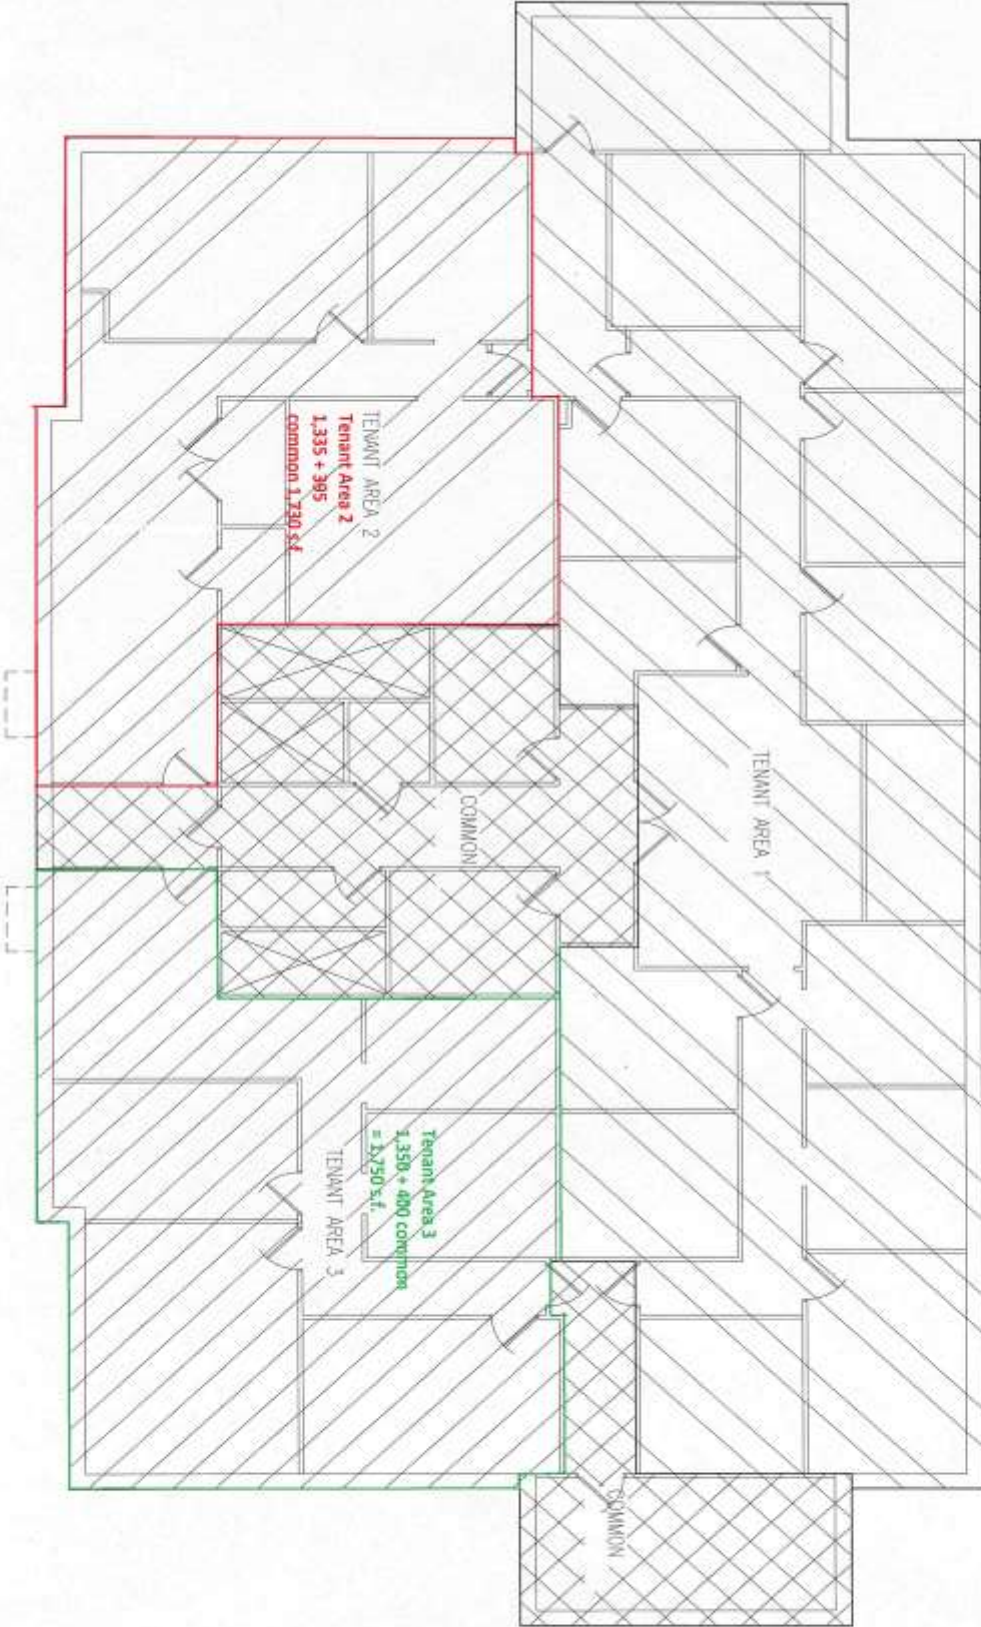 TENANT AREA 1
TENANT AREA 2
Tenant Area 2
1,335 + 395
common 1,730 s.f
COMMON
Tenant Area 3
1,350 + 400 common
= 1,750 s.f.
TENANT AREA 3
COMMON